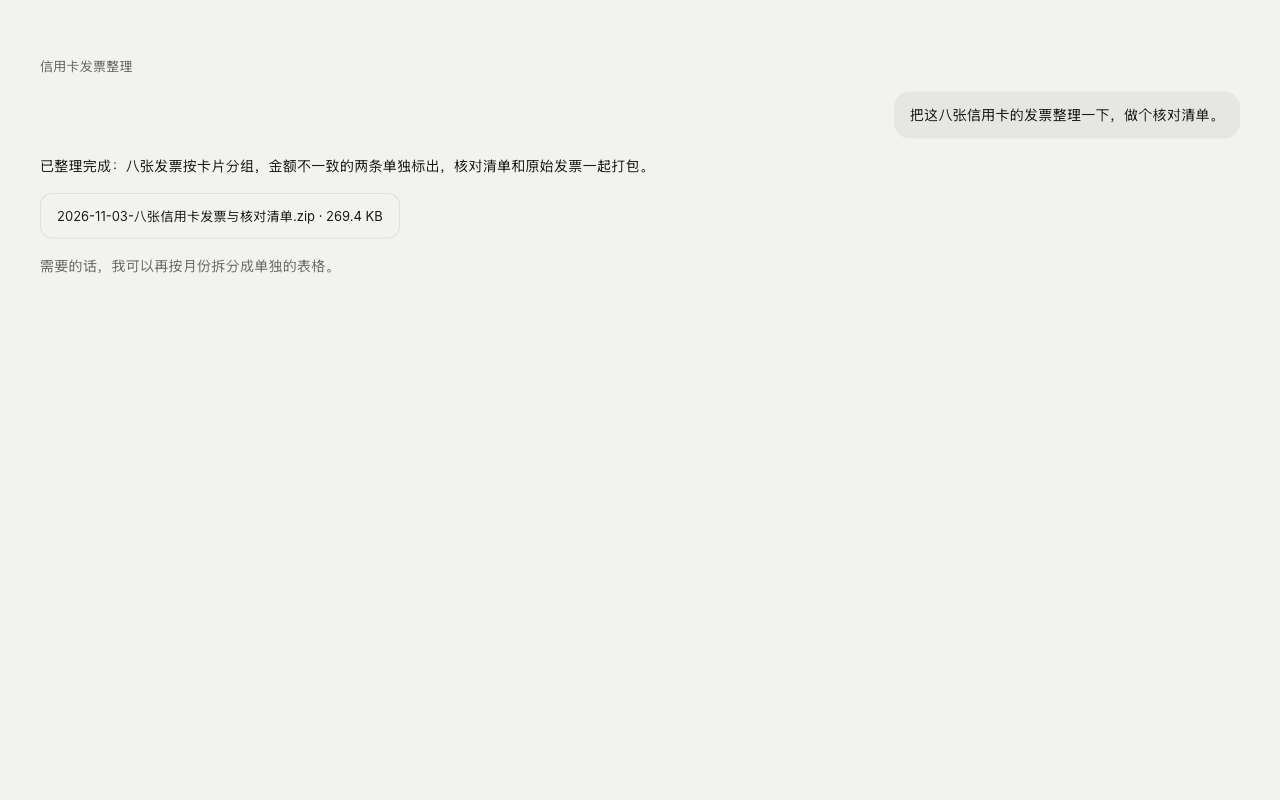 信用卡发票整理
把这八张信用卡的发票整理一下，做个核对清单。
已整理完成：八张发票按卡片分组，金额不一致的两条单独标出，核对清单和原始发票一起打包。
2026-11-03-八张信用卡发票与核对清单.zip · 269.4 KB
需要的话，我可以再按月份拆分成单独的表格。